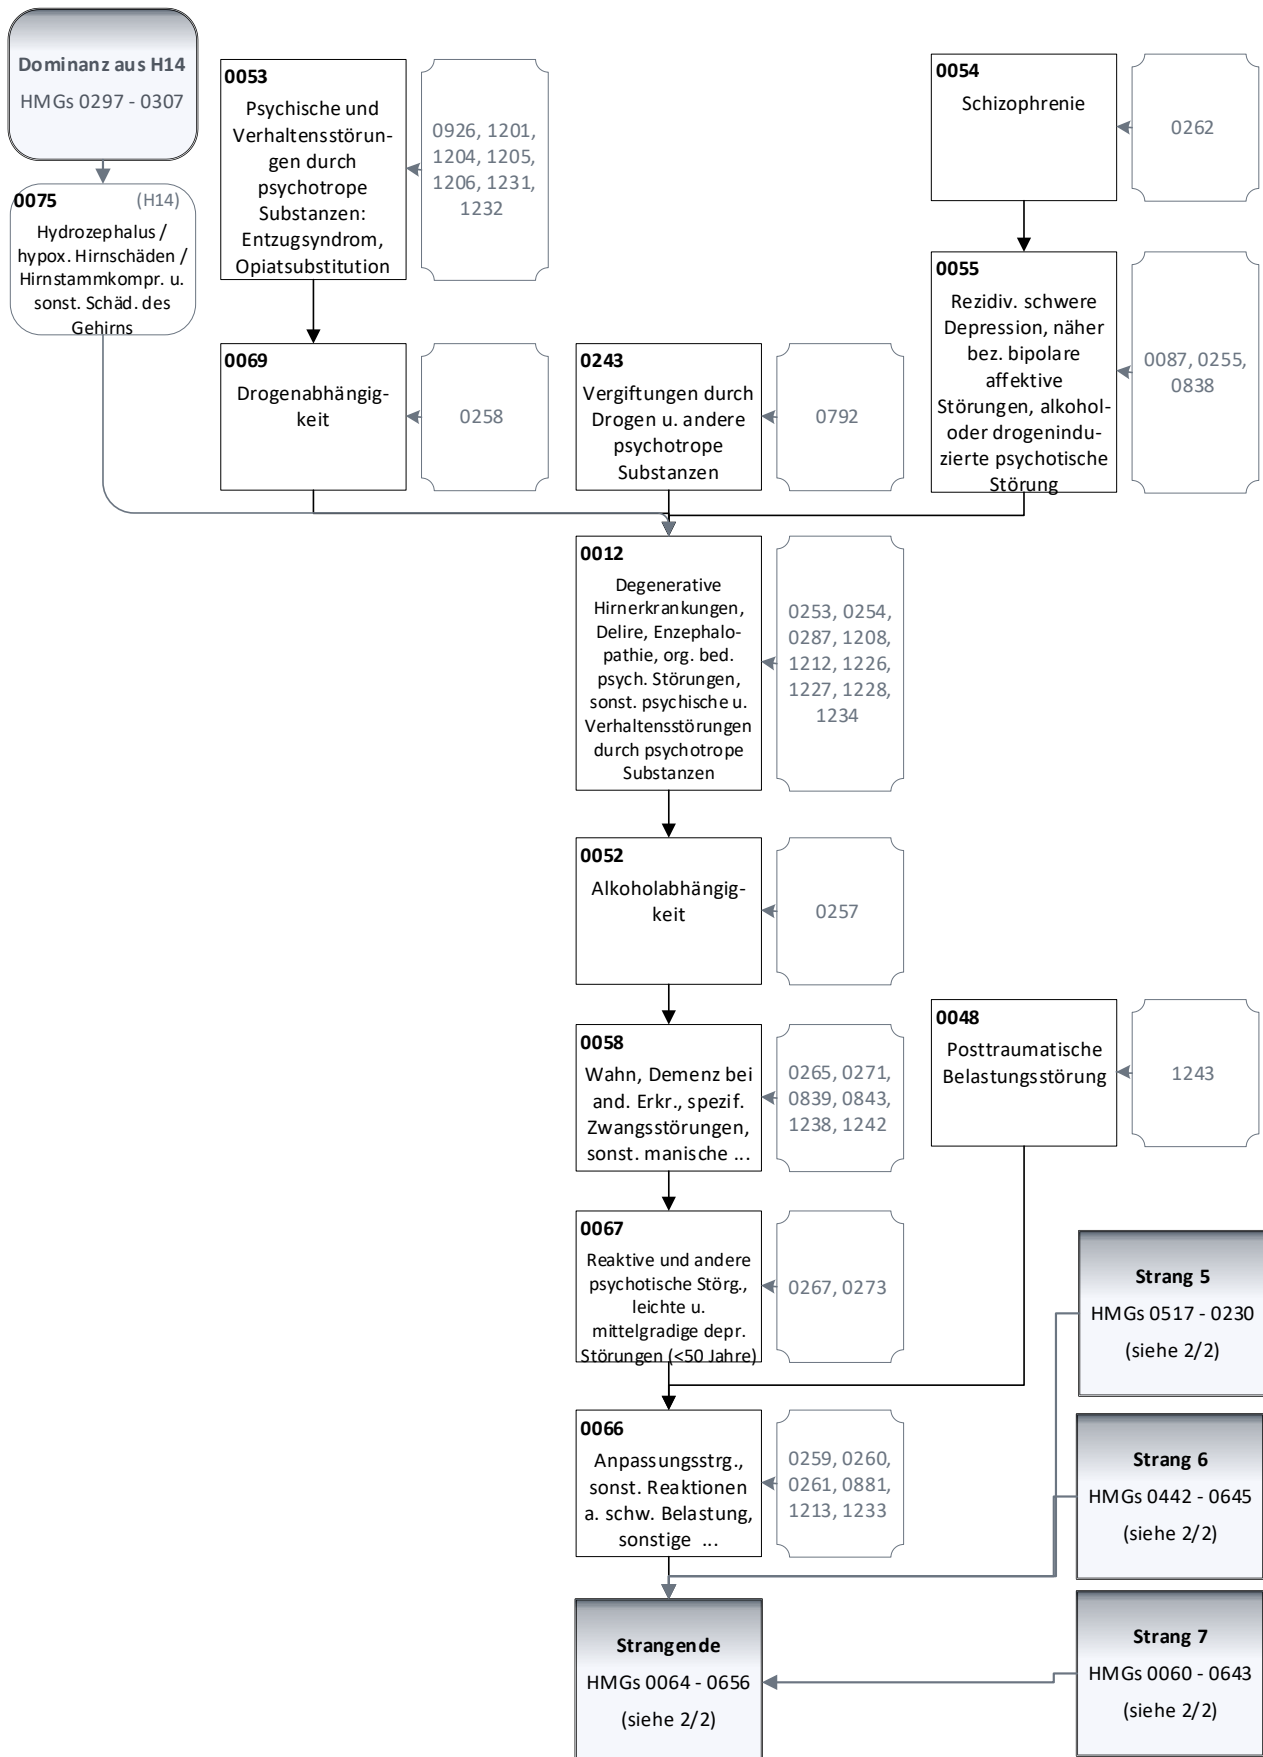 Dominanz aus H14
HMGs 0297 - 0307
0075 (H14)
Hydrozephalus /
hypox. Hirnschäden /
Hirnstammkompr. u.
sonst. Schäd. des
Gehirns
0053
Psychische und
Verhaltensstörun-
gen durch
psychotrope
Substanzen:
Entzugsyndrom,
Opiatsubstitution
0926, 1201,
1204, 1205,
1206, 1231,
1232
0054
Schizophrenie
0262
0055
Rezidiv. schwere
Depression, näher
bez. bipolare
affektive
Störungen, alkohol-
oder drogenindu-
zierte psychotische
Störung
0087, 0255,
0838
0069
Drogenabhängig-
keit
0258
0243
Vergiftungen durch
Drogen u. andere
psychotrope
Substanzen
0792
0012
Degenerative
Hirnerkrankungen,
Delire, Enzephalo-
pathie, org. bed.
psych. Störungen,
sonst. psychische u.
Verhaltensstörungen
durch psychotrope
Substanzen
0253, 0254,
0287, 1208,
1212, 1226,
1227, 1228,
1234
0052
Alkoholabhängig-
keit
0257
0058
Wahn, Demenz bei
and. Erkr., spezif.
Zwangsstörungen,
sonst. manische ...
0265, 0271,
0839, 0843,
1238, 1242
0048
Posttraumatische
Belastungsstörung
1243
0067
Reaktive und andere
psychotische Störg.,
leichte u.
mittelgradige depr.
Störungen (<50 Jahre)
0267, 0273
0066
Anpassungsstrg.,
sonst. Reaktionen
a. schw. Belastung,
sonstige ...
0259, 0260,
0261, 0881,
1213, 1233
Strang 5
HMGs 0517 - 0230
(siehe 2/2)
Strang 6
HMGs 0442 - 0645
(siehe 2/2)
Strangende
HMGs 0064 - 0656
(siehe 2/2)
Strang 7
HMGs 0060 - 0643
(siehe 2/2)